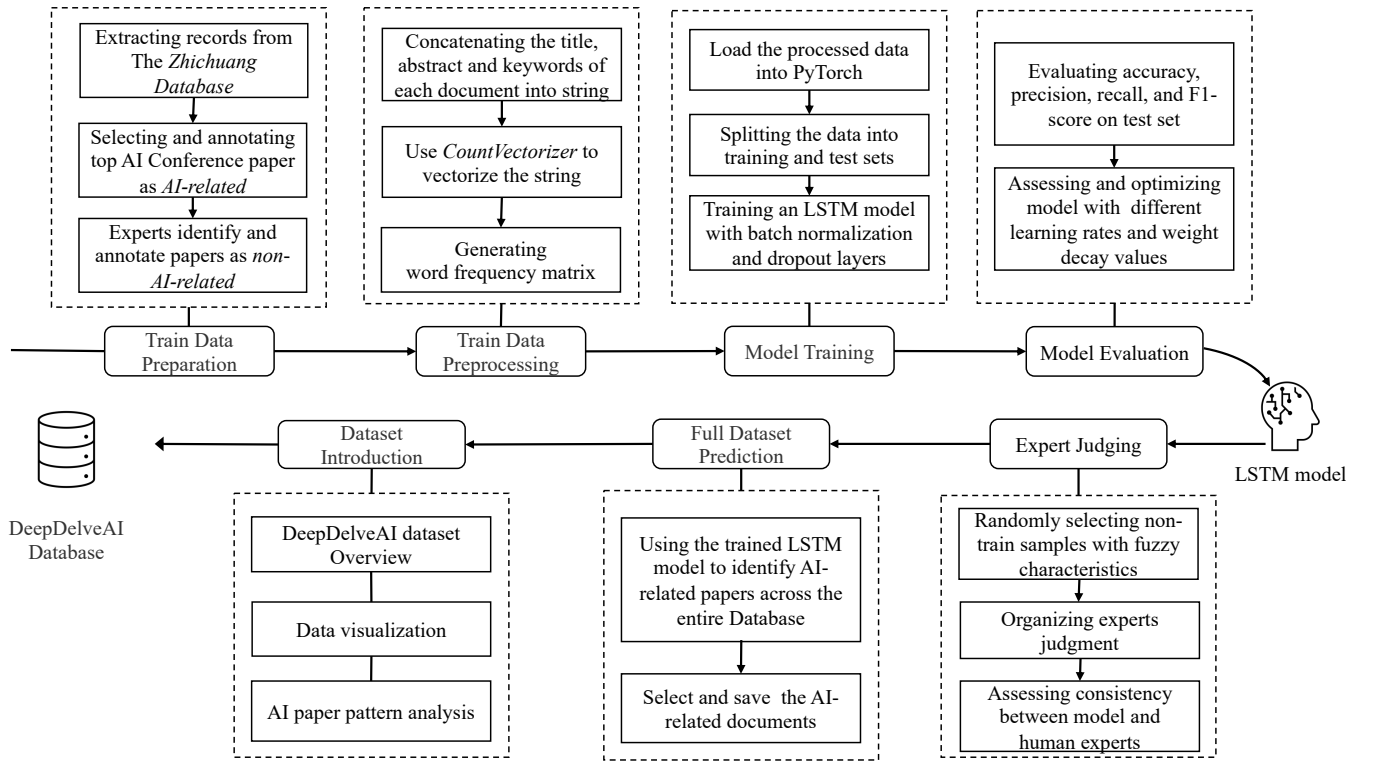 Extracting records from
The Zhichuang
Database
Selecting and annotating
top AI Conference paper
as AI-related
Experts identify and
annotate papers as non-
AI-related
Train Data
Preparation
Concatenating the title,
abstract and keywords of
each document into string
Use CountVectorizer to
vectorize the string
Generating
word frequency matrix
Train Data
Preprocessing
Load the processed data
into PyTorch
Splitting the data into
training and test sets
Training an LSTM model
with batch normalization
and dropout layers
Model Training
Evaluating accuracy,
precision, recall, and F1-
score on test set
Assessing and optimizing
model with different
learning rates and weight
decay values
Model Evaluation
LSTM model
Expert Judging
Randomly selecting non-
train samples with fuzzy
characteristics
Organizing experts
judgment
Assessing consistency
between model and
human experts
Full Dataset
Prediction
Using the trained LSTM
model to identify AI-
related papers across the
entire Database
Select and save the AI-
related documents
Dataset
Introduction
DeepDelveAI dataset
Overview
Data visualization
AI paper pattern analysis
DeepDelveAI
Database